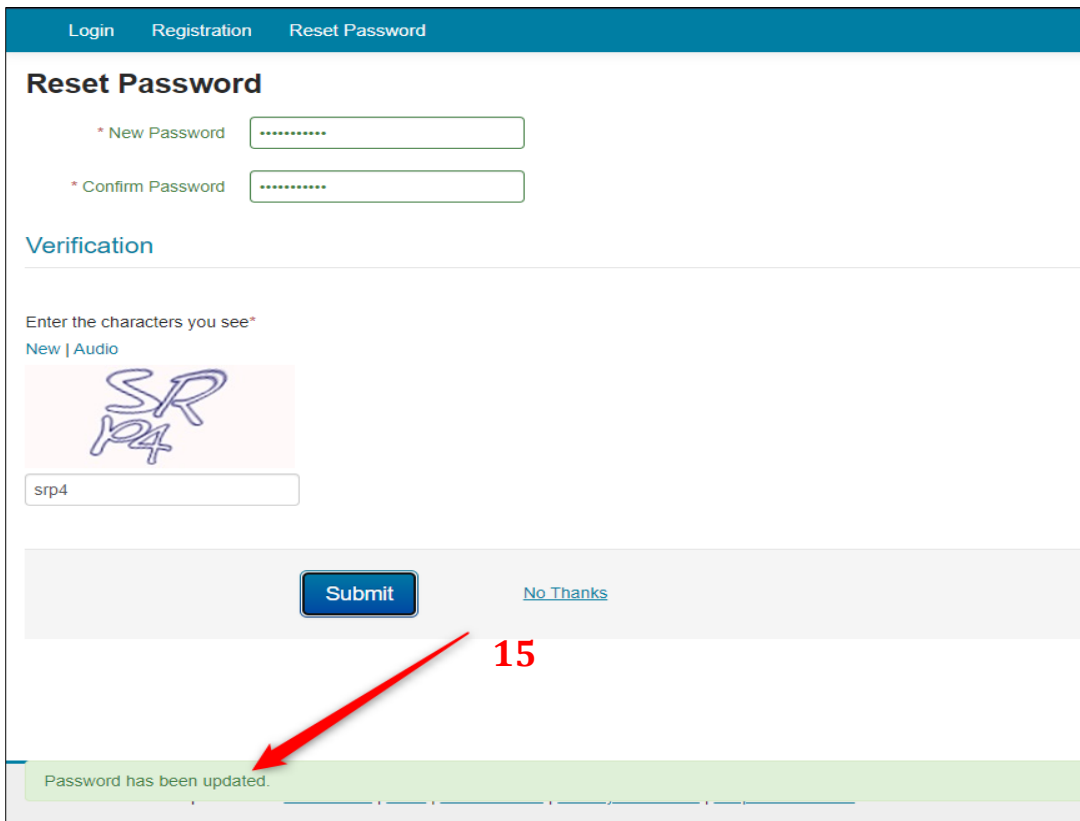 Login Registration Reset Password
Reset Password
* New Password •••••••••••
* Confirm Password •••••••••••
Verification
Enter the characters you see*
New | Audio
SR
rP4
srp4
Submit No Thanks
15
Password has been updated.